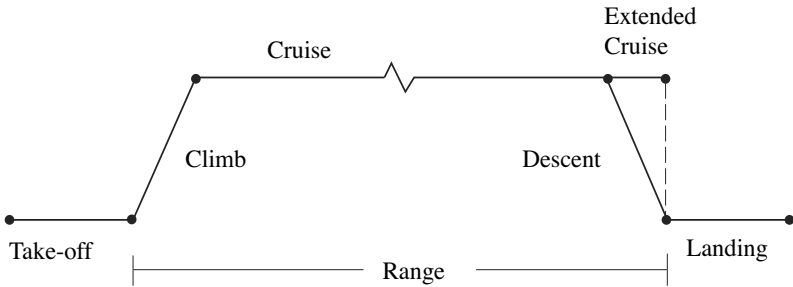 Extended
Cruise
Cruise
Climb
Descent
Take-off
Landing
Range